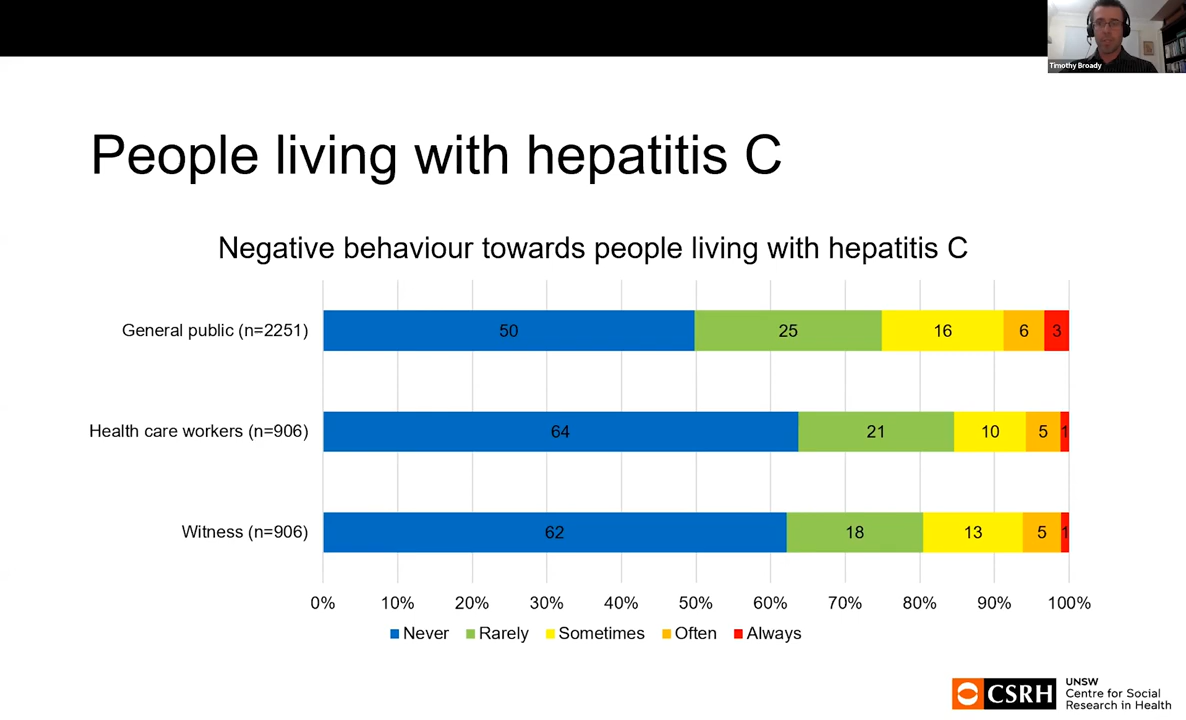 Timothy Broady
People living with hepatitis C
Negative behaviour towards people living with hepatitis C
General public (n=2251)
50 25 16 6 3
Health care workers (n=906)
64 21 10 5 1
Witness (n=906)
62 18 13 5 1
0% 10% 20% 30% 40% 50% 60% 70% 80% 90% 100%
Never Rarely Sometimes Often Always
CSRH
UNSW
Centre for Social
Research in Health